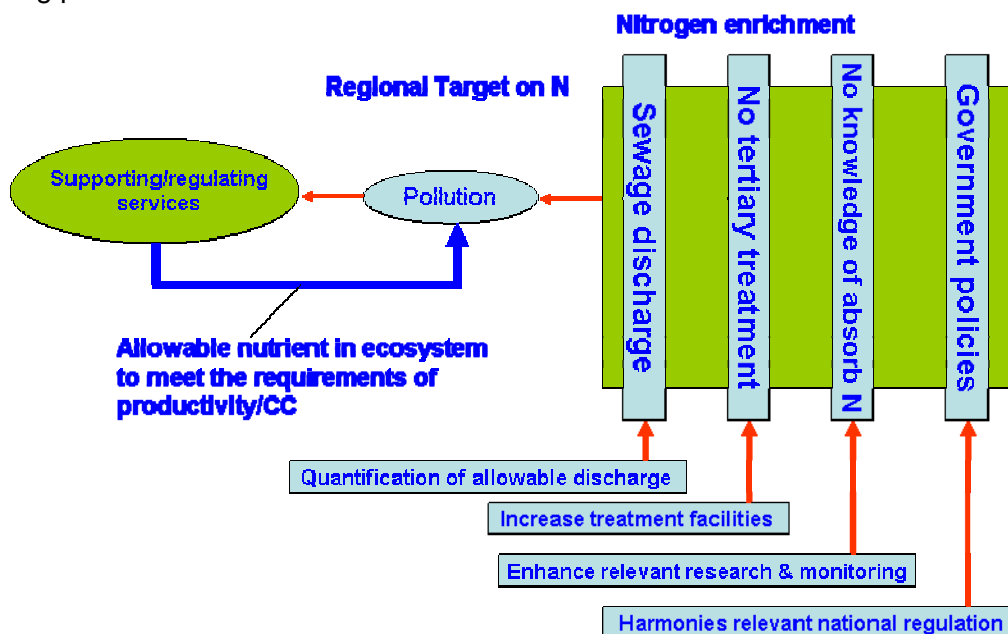 Nitrogen enrichment
Regional Target on N
Sewage discharge
No tertiary treatment
No knowledge of absorb N
Government policies
Supporting/regulating
services
Pollution
Allowable nutrient in ecosystem
to meet the requirements of
productivity/CC
Quantification of allowable discharge
Increase treatment facilities
Enhance relevant research & monitoring
Harmonies relevant national regulation